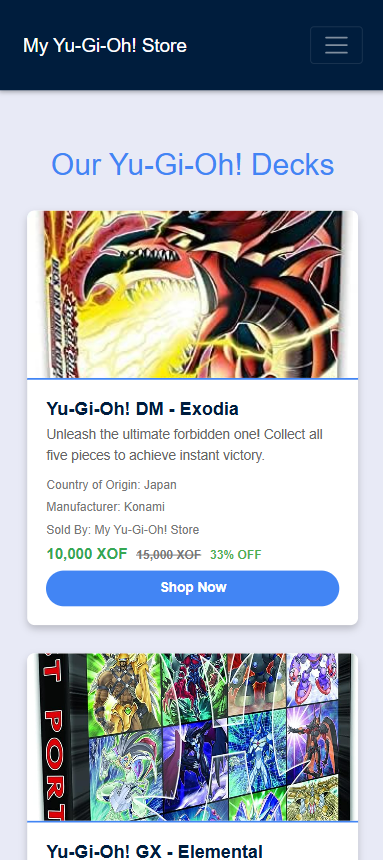 My Yu-Gi-Oh! Store
Our Yu-Gi-Oh! Decks
Yu-Gi-Oh! DM - Exodia
Unleash the ultimate forbidden one! Collect all
five pieces to achieve instant victory.
Country of Origin: Japan
Manufacturer: Konami
Sold By: My Yu-Gi-Oh! Store
10,000 XOF 15,000 XOF 33% OFF
Shop Now
T PORT
Yu-Gi-Oh! GX - Elemental